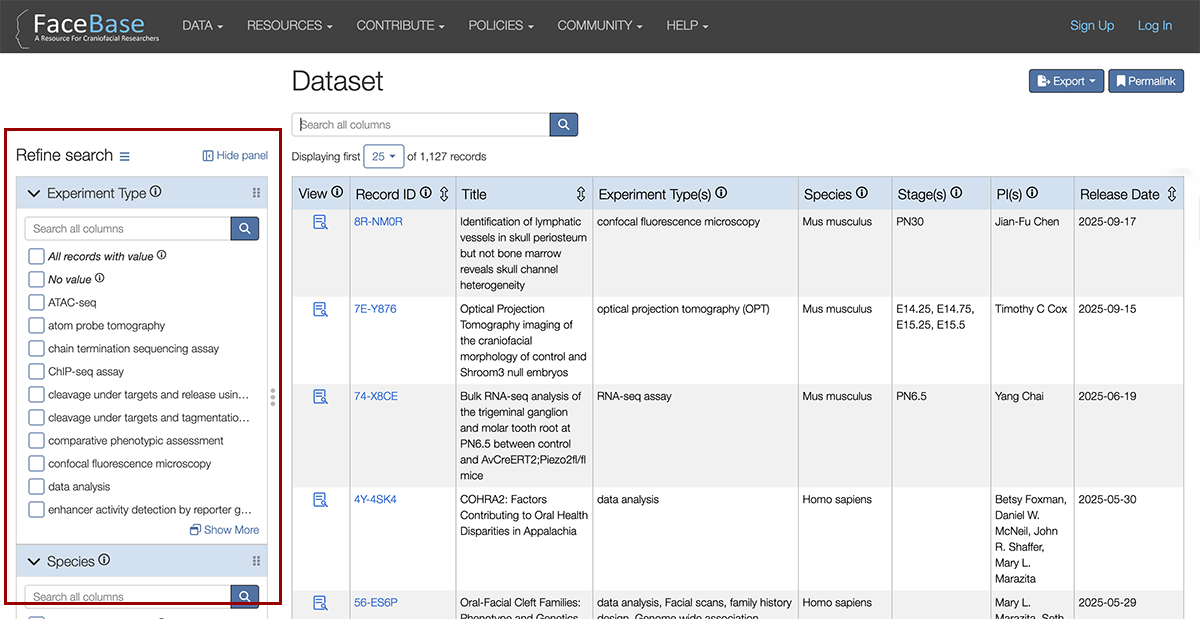 FaceBase
A Resource For Craniofacial Researchers
DATA RESOURCES CONTRIBUTE POLICIES COMMUNITY HELP
Sign Up Log In
Dataset
Export Permalink
Search all columns
Displaying first 25 of 1,127 records
Refine search Hide panel
Experiment Type
Search all columns
All records with value
No value
ATAC-seq
atom probe tomography
chain termination sequencing assay
ChIP-seq assay
cleavage under targets and release usin...
cleavage under targets and tagmentatio...
comparative phenotypic assessment
confocal fluorescence microscopy
data analysis
enhancer activity detection by reporter g...
Show More
Species
Search all columns
View Record ID Title Experiment Type(s) Species Stage(s) PI(s) Release Date
8R-NM0R
Identification of lymphatic
vessels in skull periosteum
but not bone marrow
reveals skull channel
heterogeneity
confocal fluorescence microscopy
Mus musculus
PN30
Jian-Fu Chen
2025-09-17
7E-Y876
Optical Projection
Tomography imaging of
the craniofacial
morphology of control and
Shroom3 null embryos
optical projection tomography (OPT)
Mus musculus
E14.25, E14.75,
E15.25, E15.5
Timothy C Cox
2025-09-15
74-X8CE
Bulk RNA-seq analysis of
the trigeminal ganglion
and molar tooth root at
PN6.5 between control
and AvCreERT2;Piezo2fl/fl
mice
RNA-seq assay
Mus musculus
PN6.5
Yang Chai
2025-06-19
4Y-4SK4
COHRA2: Factors
Contributing to Oral Health
Disparities in Appalachia
data analysis
Homo sapiens
Betsy Foxman,
Daniel W.
McNeil, John
R. Shaffer,
Mary L.
Marazita
2025-05-30
56-ES6P
Oral-Facial Cleft Families:
Phenotype and Genetics
data analysis, Facial scans, family history
design, Genome wide association
Homo sapiens
Mary L.
Marazita, Seth
2025-05-29